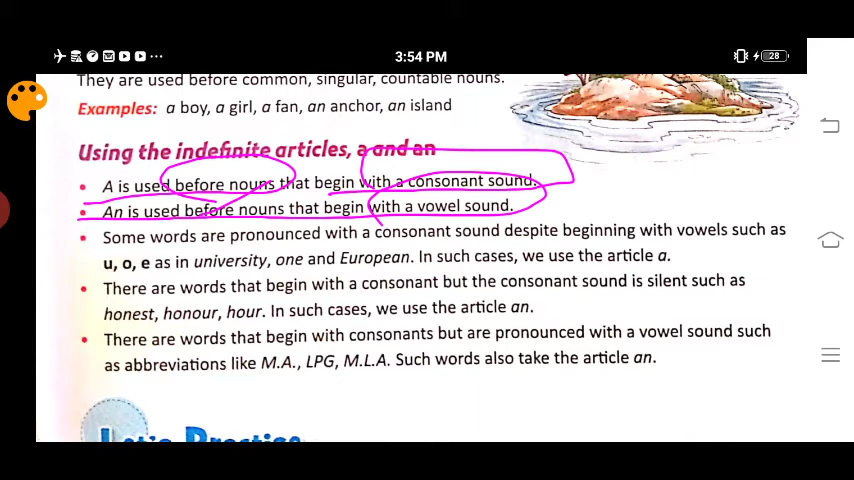 3:54 PM
28
They are used before common, singular, countable nouns.
Examples: a boy, a girl, a fan, an anchor, an island
Using the indefinite articles, a and an
• A is used before nouns that begin with a consonant sound.
• An is used before nouns that begin with a vowel sound.
• Some words are pronounced with a consonant sound despite beginning with vowels such as
u, o, e as in university, one and European. In such cases, we use the article a.
• There are words that begin with a consonant but the consonant sound is silent such as
honest, honour, hour. In such cases, we use the article an.
• There are words that begin with consonants but are pronounced with a vowel sound such
as abbreviations like M.A., LPG, M.L.A. Such words also take the article an.
Let's Practise